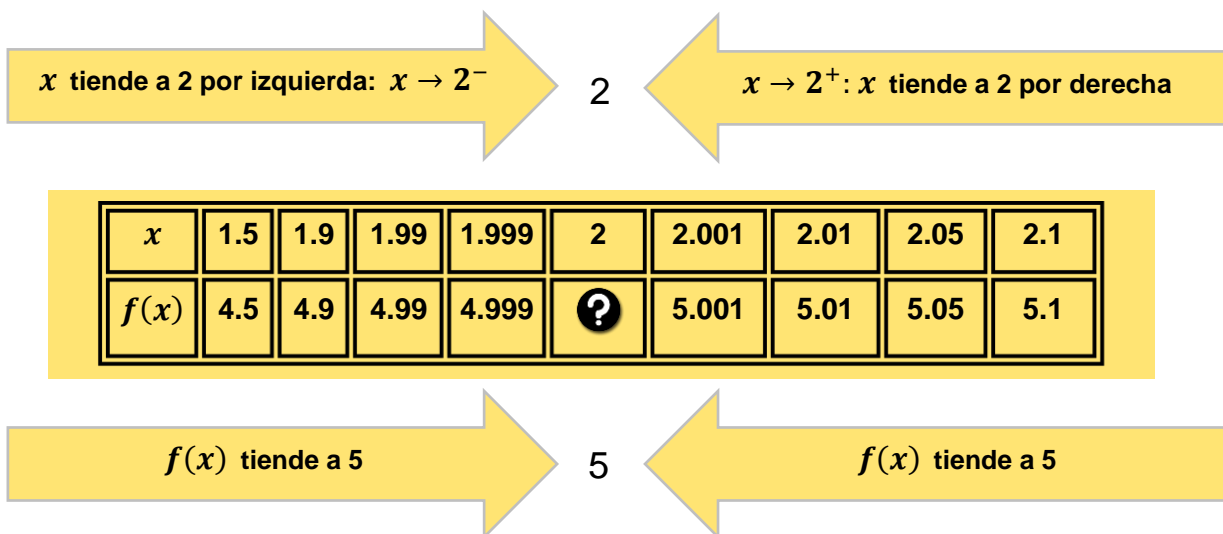 x tiende a 2 por izquierda: x → 2⁻
2
x → 2⁺: x tiende a 2 por derecha
x 1.5 1.9 1.99 1.999 2 2.001 2.01 2.05 2.1
f(x) 4.5 4.9 4.99 4.999 ? 5.001 5.01 5.05 5.1
f(x) tiende a 5
5
f(x) tiende a 5